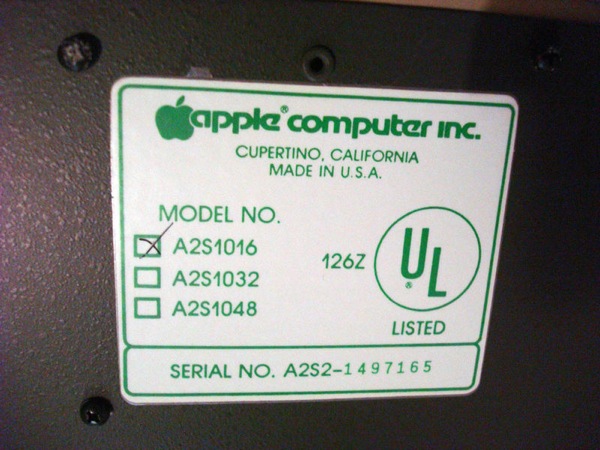 apple® computer inc.
CUPERTINO, CALIFORNIA
MADE IN U.S.A.
MODEL NO.
A2S1016
A2S1032
A2S1048
126Z
UL®
LISTED
SERIAL NO. A2S2-1497165